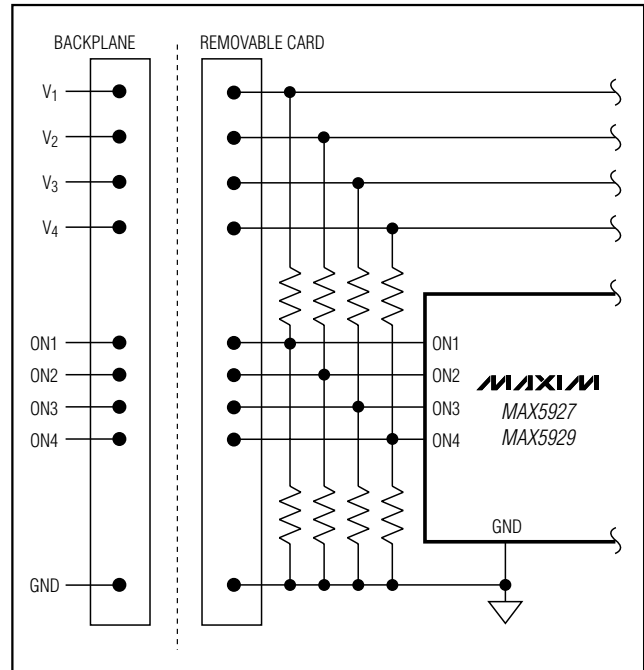 BACKPLANE
REMOVABLE CARD
V1
V2
V3
V4
ON1
ON2
ON3
ON4
GND
ON1
ON2
ON3
ON4
MAXIM
MAX5927
MAX5929
GND